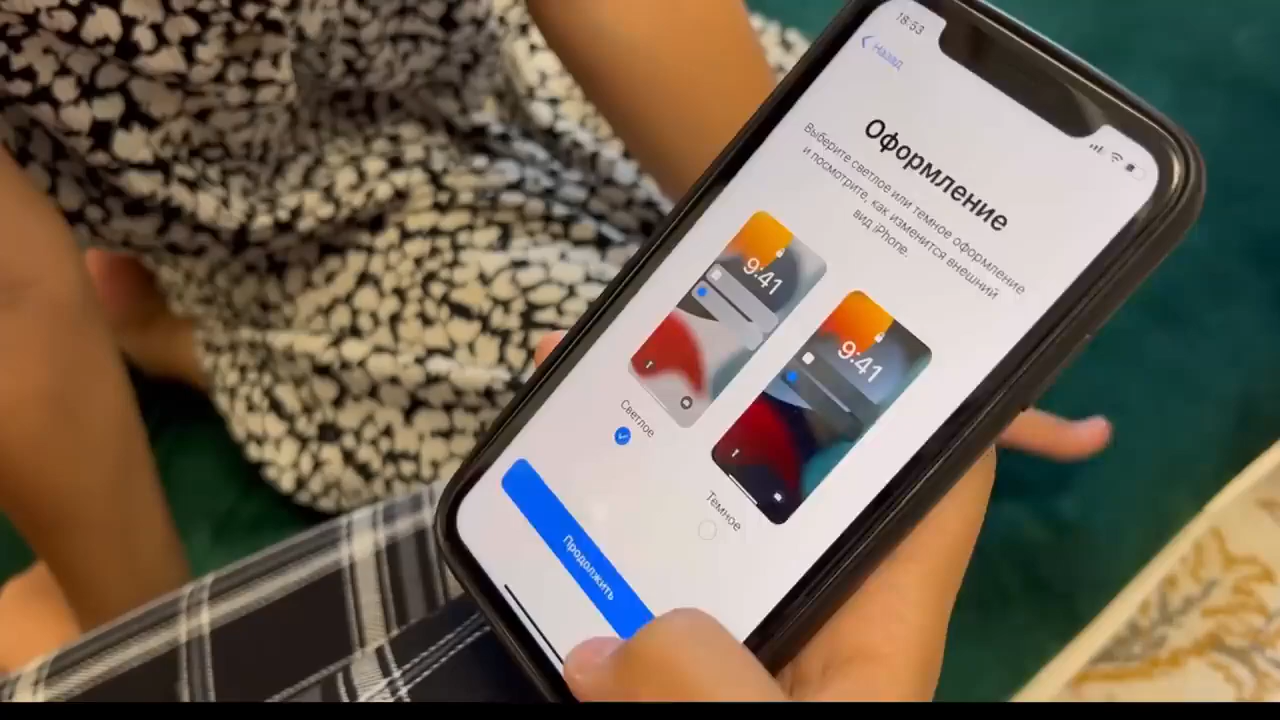 18:53
Назад
Оформление
Выберите светлое или темное оформление
и посмотрите, как изменится внешний
вид iPhone.
9:41
9:41
Светлое
Темное
Продолжить